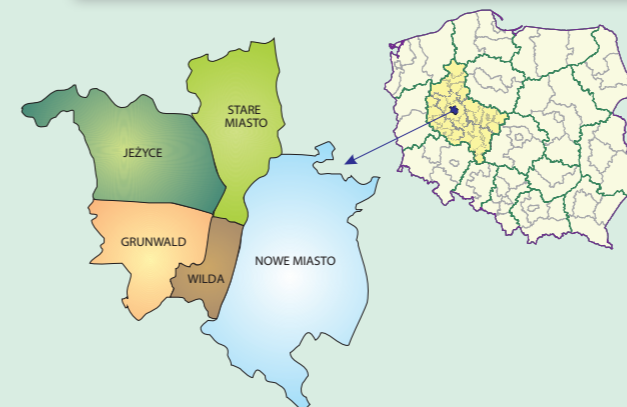 STARE
MIASTO
JEŻYCE
GRUNWALD
WILDA
NOWE MIASTO